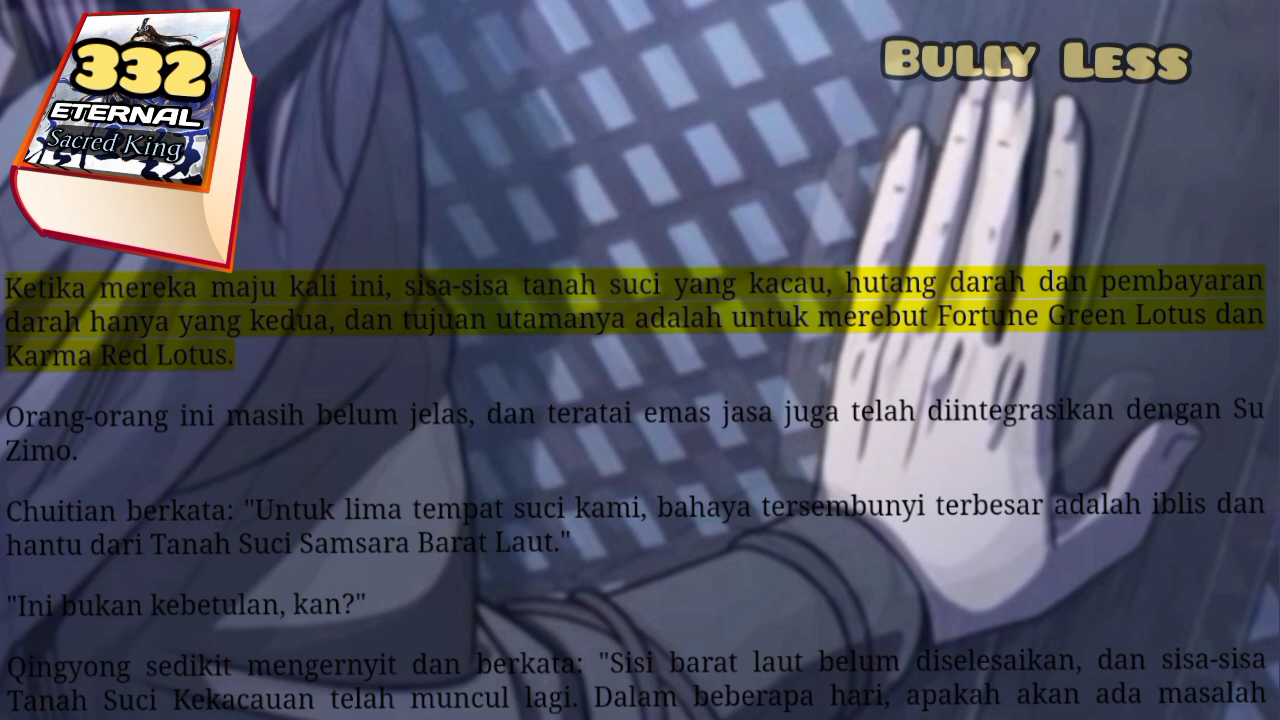 332
ETERNAL
Sacred King
BULLY LESS
Ketika mereka maju kali ini, sisa-sisa tanah suci yang kacau, hutang darah dan pembayaran
darah hanya yang kedua, dan tujuan utamanya adalah untuk merebut Fortune Green Lotus dan
Karma Red Lotus.
Orang-orang ini masih belum jelas, dan teratai emas jasa juga telah diintegrasikan dengan Su
Zimo.
Chuitian berkata: "Untuk lima tempat suci kami, bahaya tersembunyi terbesar adalah iblis dan
hantu dari Tanah Suci Samsara Barat Laut."
"Ini bukan kebetulan, kan?"
Qingyong sedikit mengernyit dan berkata: "Sisi barat laut belum diselesaikan, dan sisa-sisa
Tanah Suci Kekacauan telah muncul lagi. Dalam beberapa hari, apakah akan ada masalah